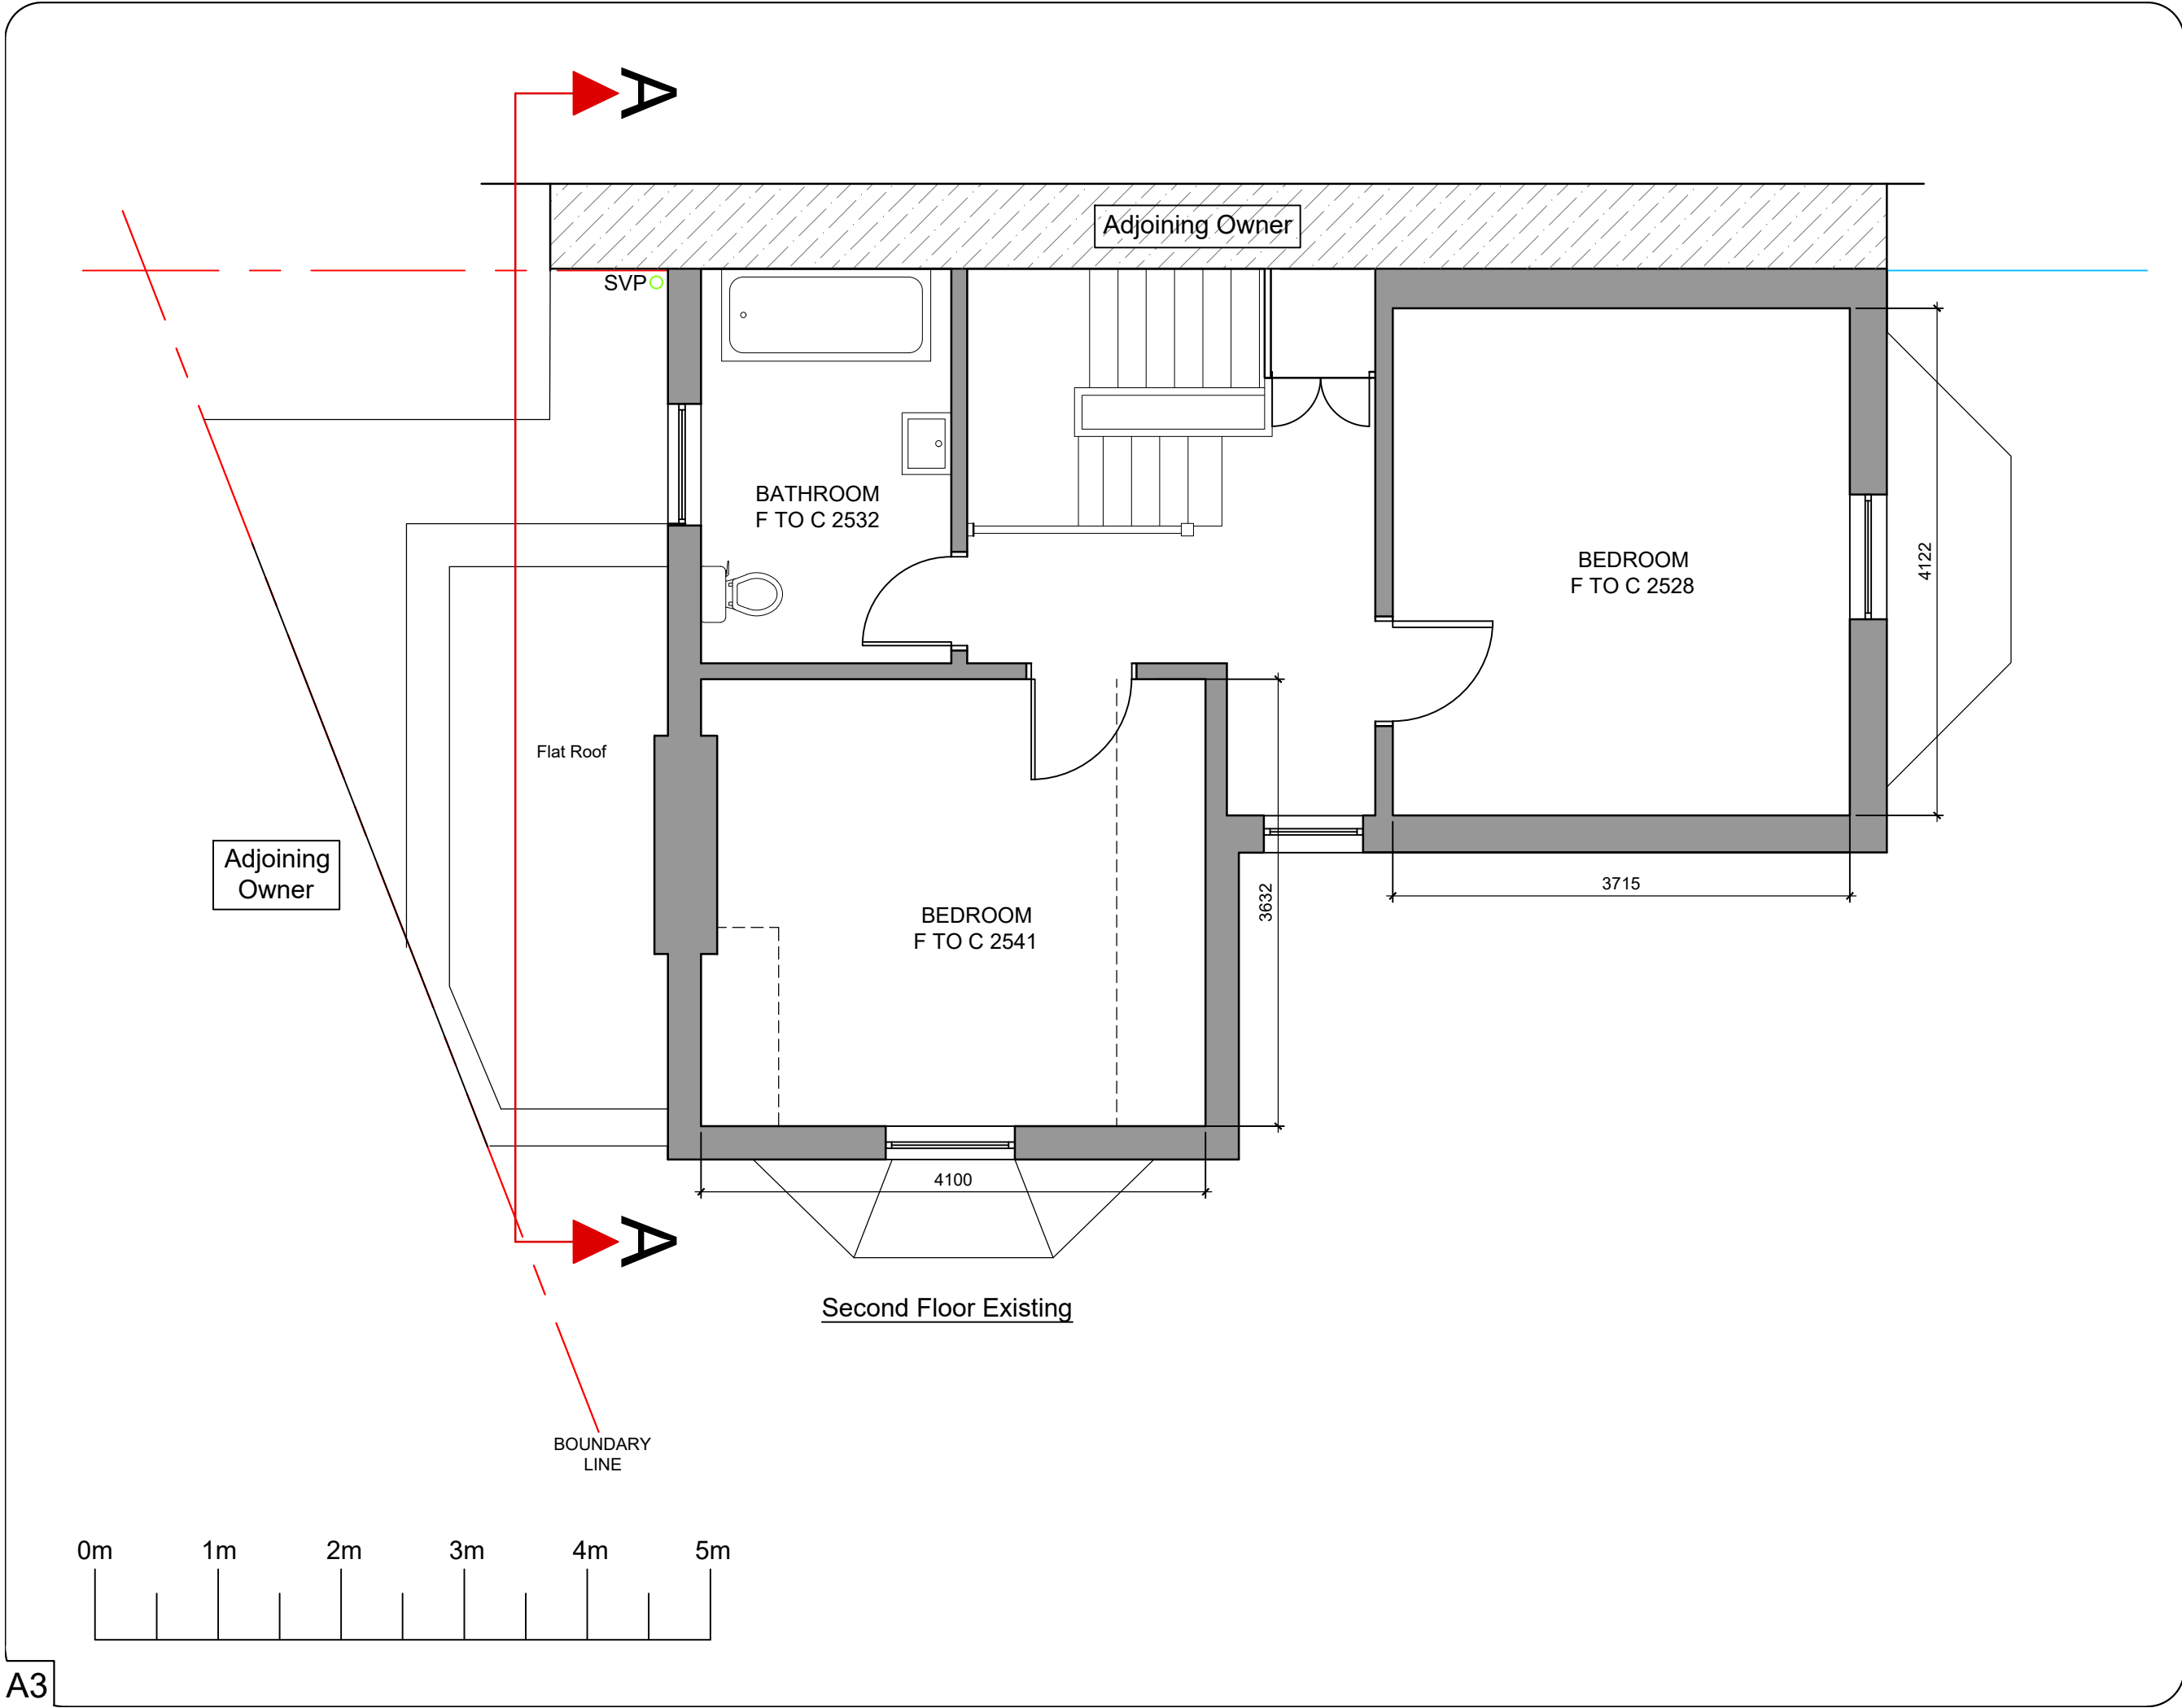 A
Adjoining Owner
SVP
BATHROOM
F TO C 2532
BEDROOM
F TO C 2528
4122
Flat Roof
Adjoining
Owner
BEDROOM
F TO C 2541
3632
3715
4100
A
Second Floor Existing
BOUNDARY
LINE
0m 1m 2m 3m 4m 5m
A3